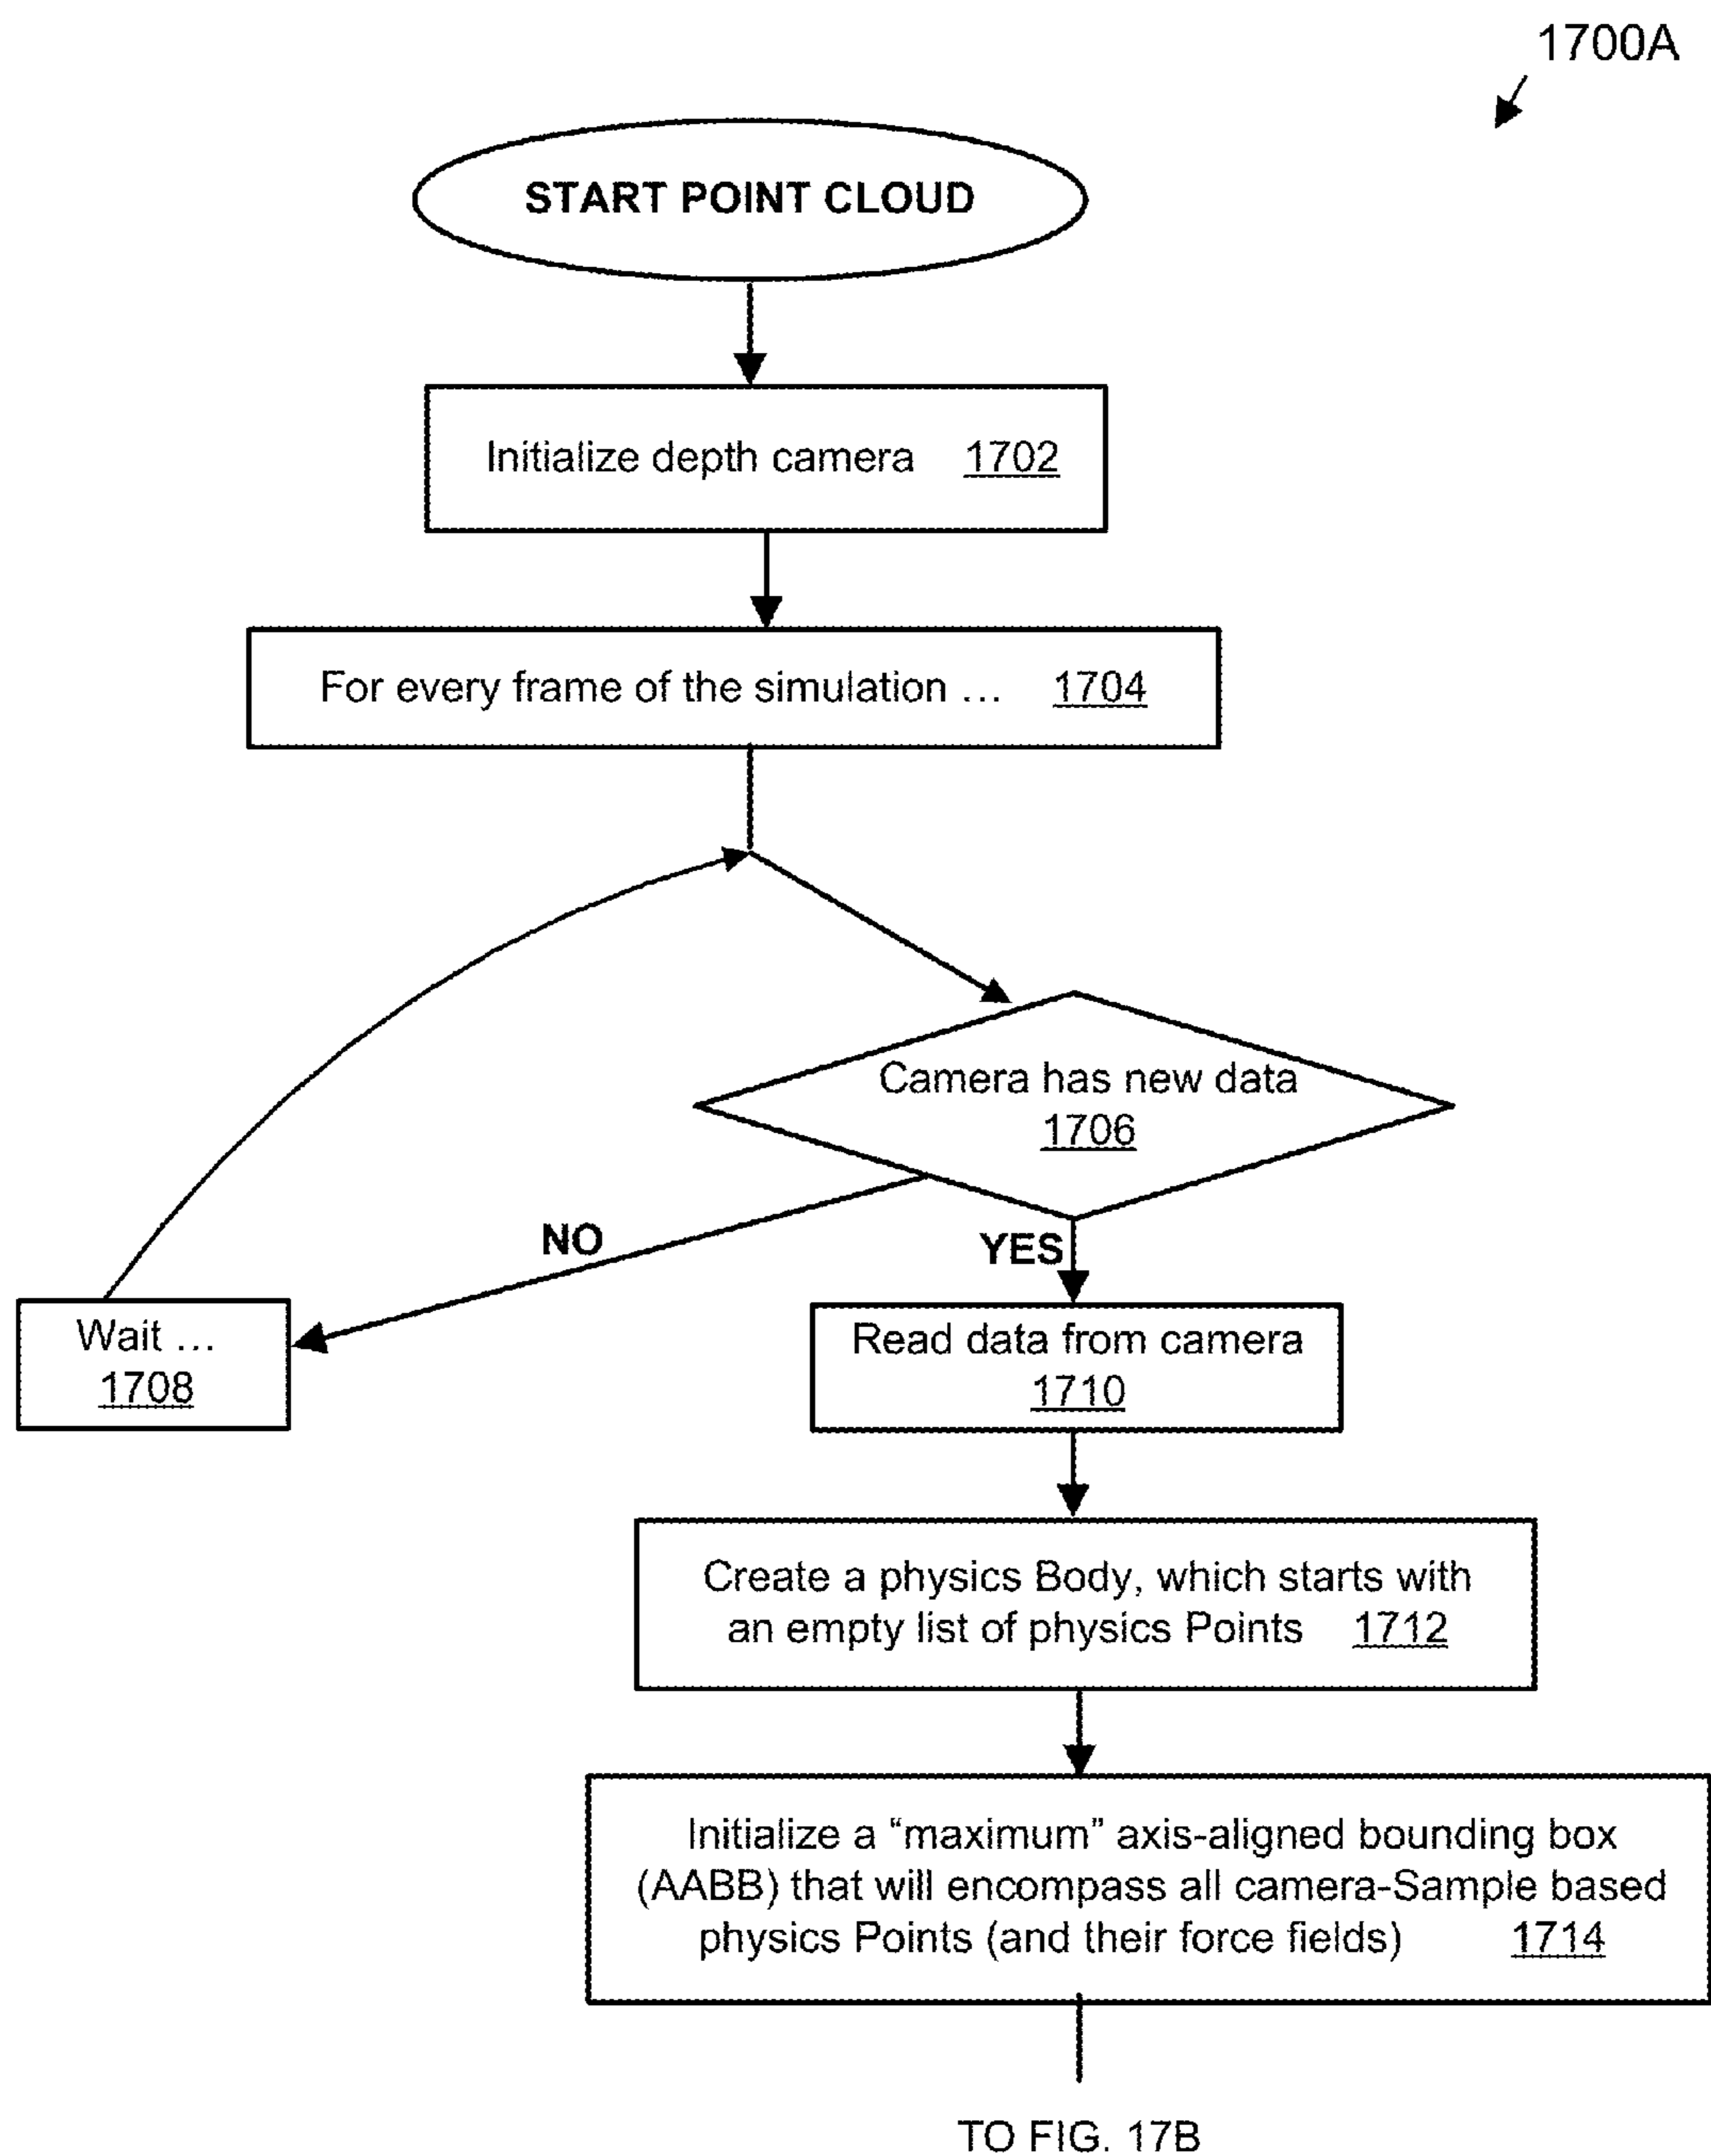 1700A
START POINT CLOUD
Initialize depth camera 1702
For every frame of the simulation … 1704
Camera has new data
1706
NO
YES
Wait …
1708
Read data from camera
1710
Create a physics Body, which starts with
an empty list of physics Points 1712
Initialize a “maximum” axis-aligned bounding box
(AABB) that will encompass all camera-Sample based
physics Points (and their force fields) 1714
TO FIG. 17B